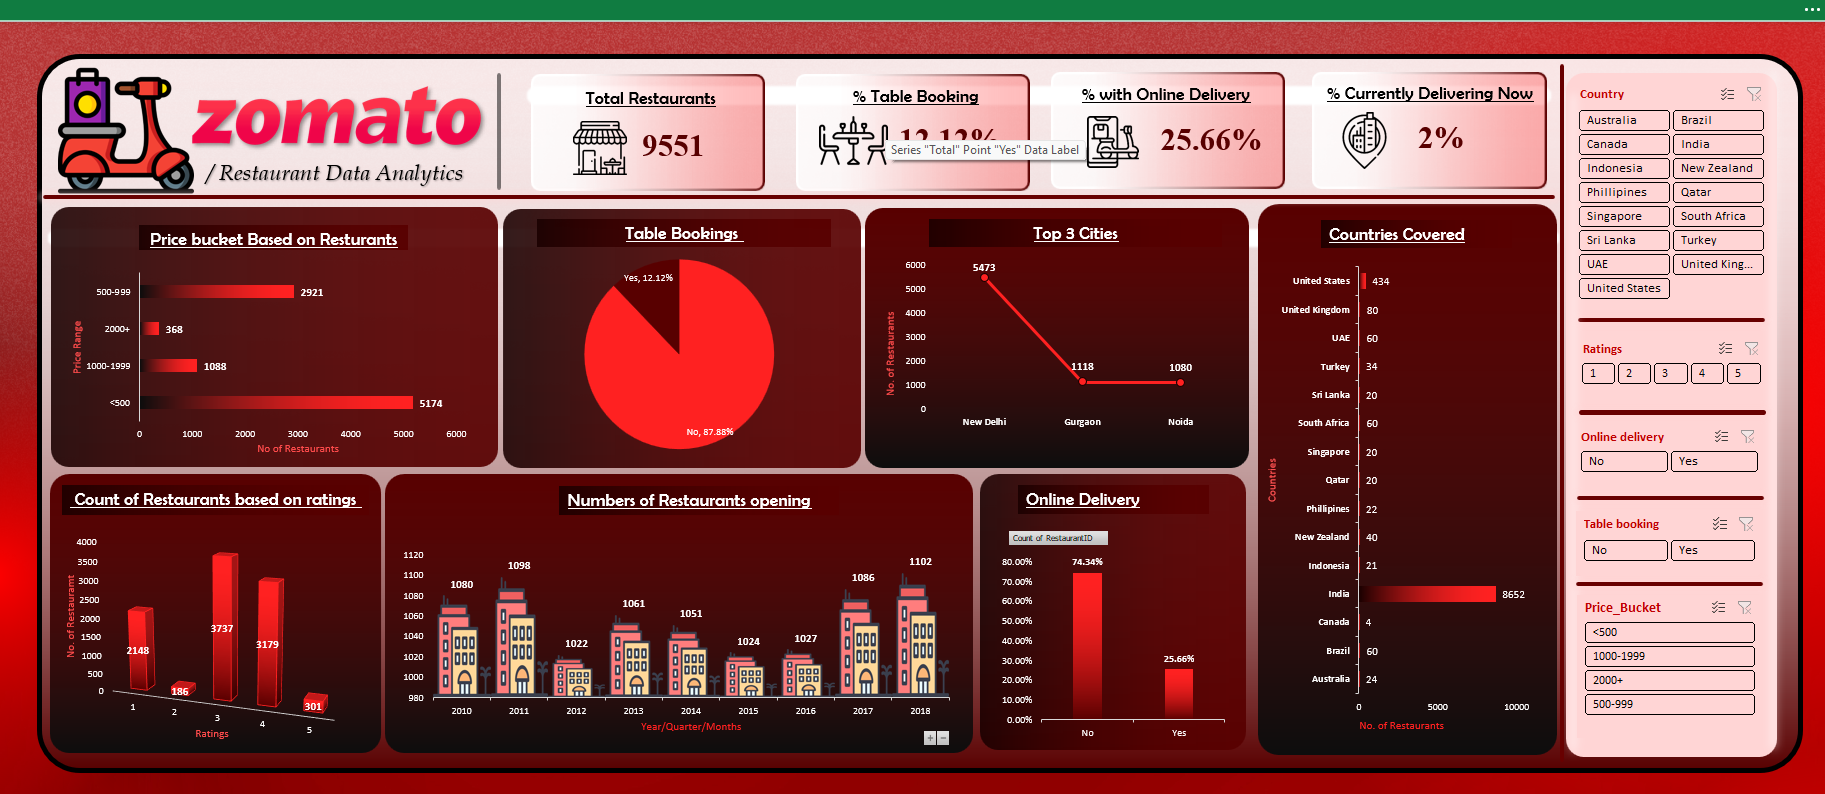 zomato
/ Restaurant Data Analytics
Total Restaurants
9551
% Table Booking
12.12%
Series "Total" Point "Yes" Data Label
% with Online Delivery
25.66%
% Currently Delivering Now
2%
Price bucket Based on Resturants
Price Range
500-999
2921
2000+
368
1000-1999
1088
<500
5174
0 1000 2000 3000 4000 5000 6000
No of Restaurants
Table Bookings
Yes, 12.12%
No, 87.88%
Top 3 Cities
No. of Restaurants
6000
5000
4000
3000
2000
1000
0
5473
1118
1080
New Delhi Gurgaon Noida
Countries Covered
Countries
United States 434
United Kingdom 80
UAE 60
Turkey 34
Sri Lanka 20
South Africa 60
Singapore 20
Qatar 20
Phillipines 22
New Zealand 40
Indonesia 21
India 8652
Canada 4
Brazil 60
Australia 24
0 5000 10000
No. of Restaurants
Count of Restaurants based on ratings
No. of Restauramt
4000
3500
3000
2500
2000
1500
1000
500
0
2148
186
3737
3179
301
1 2 3 4 5
Ratings
Numbers of Restaurants opening
1120
1100
1080
1060
1040
1020
1000
980
1080
1098
1022
1061
1051
1024
1027
1086
1102
2010 2011 2012 2013 2014 2015 2016 2017 2018
Year/Quarter/Months
+ −
Online Delivery
Count of RestaurantID
80.00%
70.00%
60.00%
50.00%
40.00%
30.00%
20.00%
10.00%
0.00%
74.34%
25.66%
No Yes
Country
Australia Brazil
Canada India
Indonesia New Zealand
Phillipines Qatar
Singapore South Africa
Sri Lanka Turkey
UAE United King...
United States
Ratings
1 2 3 4 5
Online delivery
No Yes
Table booking
No Yes
Price_Bucket
<500
1000-1999
2000+
500-999